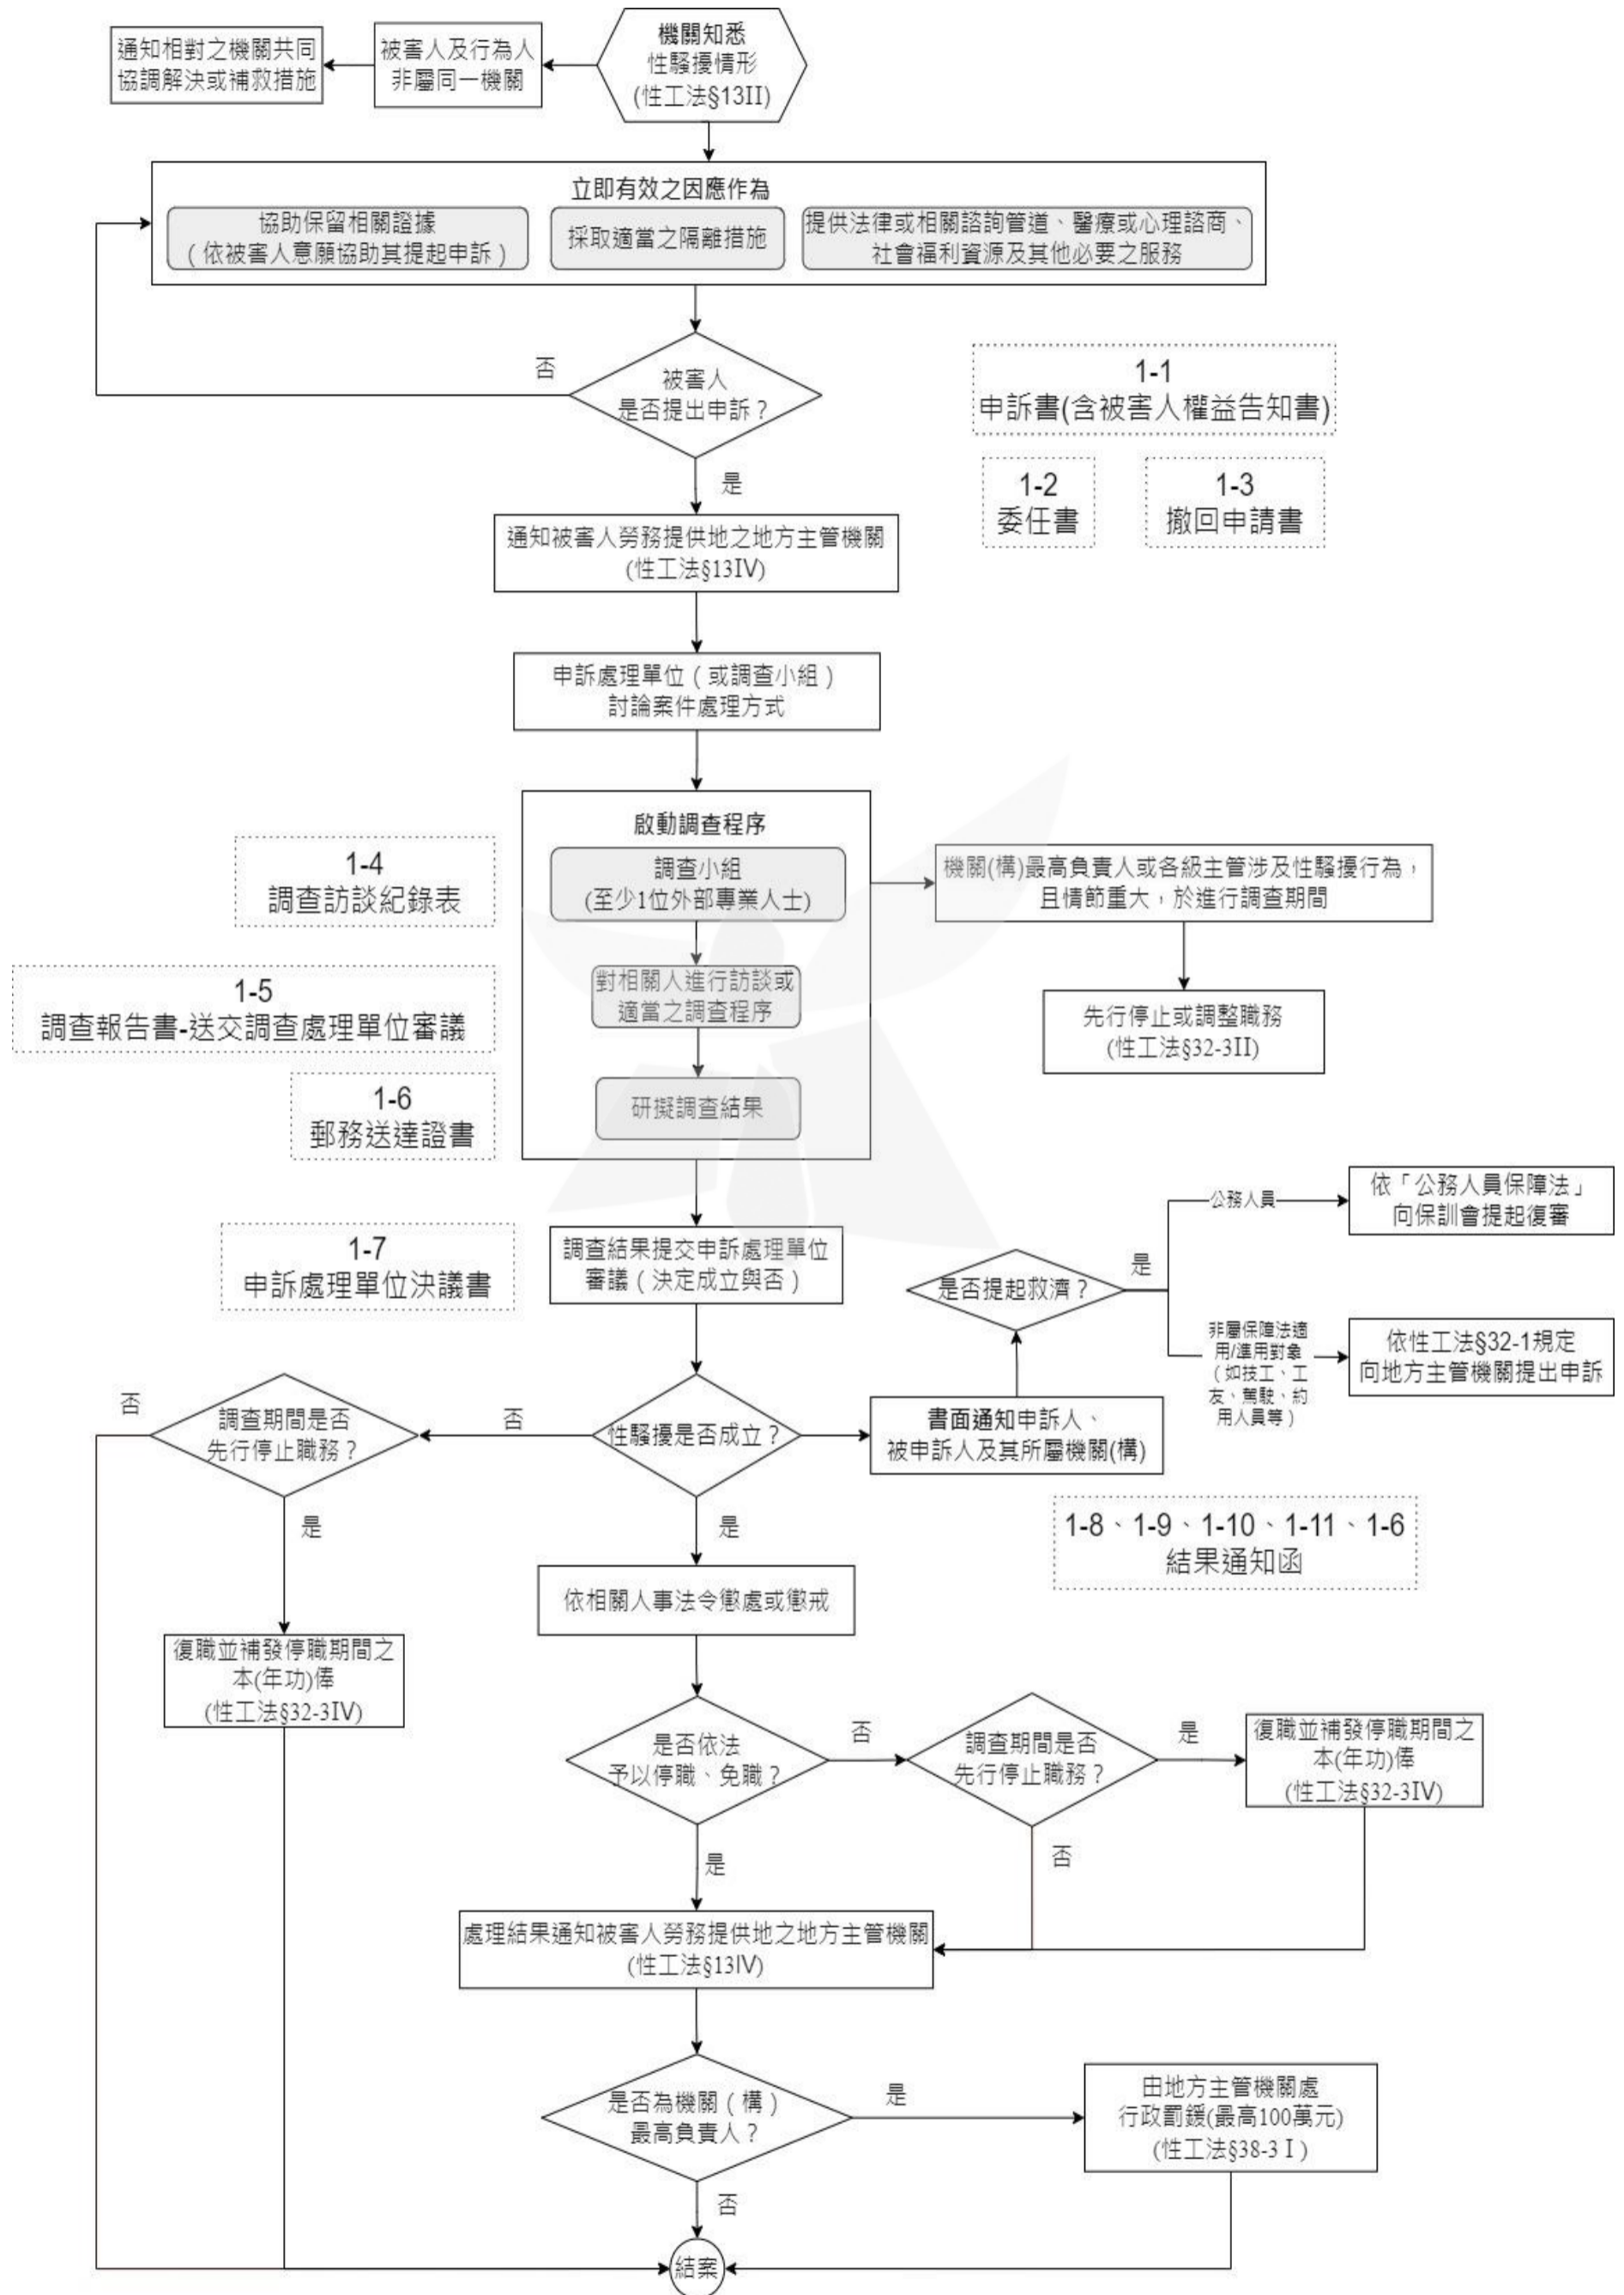 機關知悉
性騷擾情形
(性工法§13II)
被害人及行為人
非屬同一機關
通知相對之機關共同
協調解決或補救措施
立即有效之因應作為
協助保留相關證據
（依被害人意願協助其提起申訴）
採取適當之隔離措施
提供法律或相關諮詢管道、醫療或心理諮商、
社會福利資源及其他必要之服務
否
被害人
是否提出申訴？
是
1-1
申訴書(含被害人權益告知書)
1-2
委任書
1-3
撤回申請書
通知被害人勞務提供地之地方主管機關
(性工法§13IV)
申訴處理單位（或調查小組）
討論案件處理方式
啟動調查程序
調查小組
(至少1位外部專業人士)
對相關人進行訪談或
適當之調查程序
研擬調查結果
機關(構)最高負責人或各級主管涉及性騷擾行為，
且情節重大，於進行調查期間
先行停止或調整職務
(性工法§32-3II)
1-4
調查訪談紀錄表
1-5
調查報告書-送交調查處理單位審議
1-6
郵務送達證書
1-7
申訴處理單位決議書
調查結果提交申訴處理單位
審議（決定成立與否）
是否提起救濟？
是
公務人員
依「公務人員保障法」
向保訓會提起復審
非屬保障法適
用/準用對象
（如技工、工
友、駕駛、約
用人員等）
依性工法§32-1規定
向地方主管機關提出申訴
否
調查期間是否
先行停止職務？
否
性騷擾是否成立？
書面通知申訴人、
被申訴人及其所屬機關(構)
是
是
1-8、1-9、1-10、1-11、1-6
結果通知函
依相關人事法令懲處或懲戒
復職並補發停職期間之
本(年功)俸
(性工法§32-3IV)
是否依法
予以停職、免職？
否
調查期間是否
先行停止職務？
是
復職並補發停職期間之
本(年功)俸
(性工法§32-3IV)
是
否
處理結果通知被害人勞務提供地之地方主管機關
(性工法§13IV)
是否為機關（構）
最高負責人？
是
由地方主管機關處
行政罰鍰(最高100萬元)
(性工法§38-3 I )
否
結案